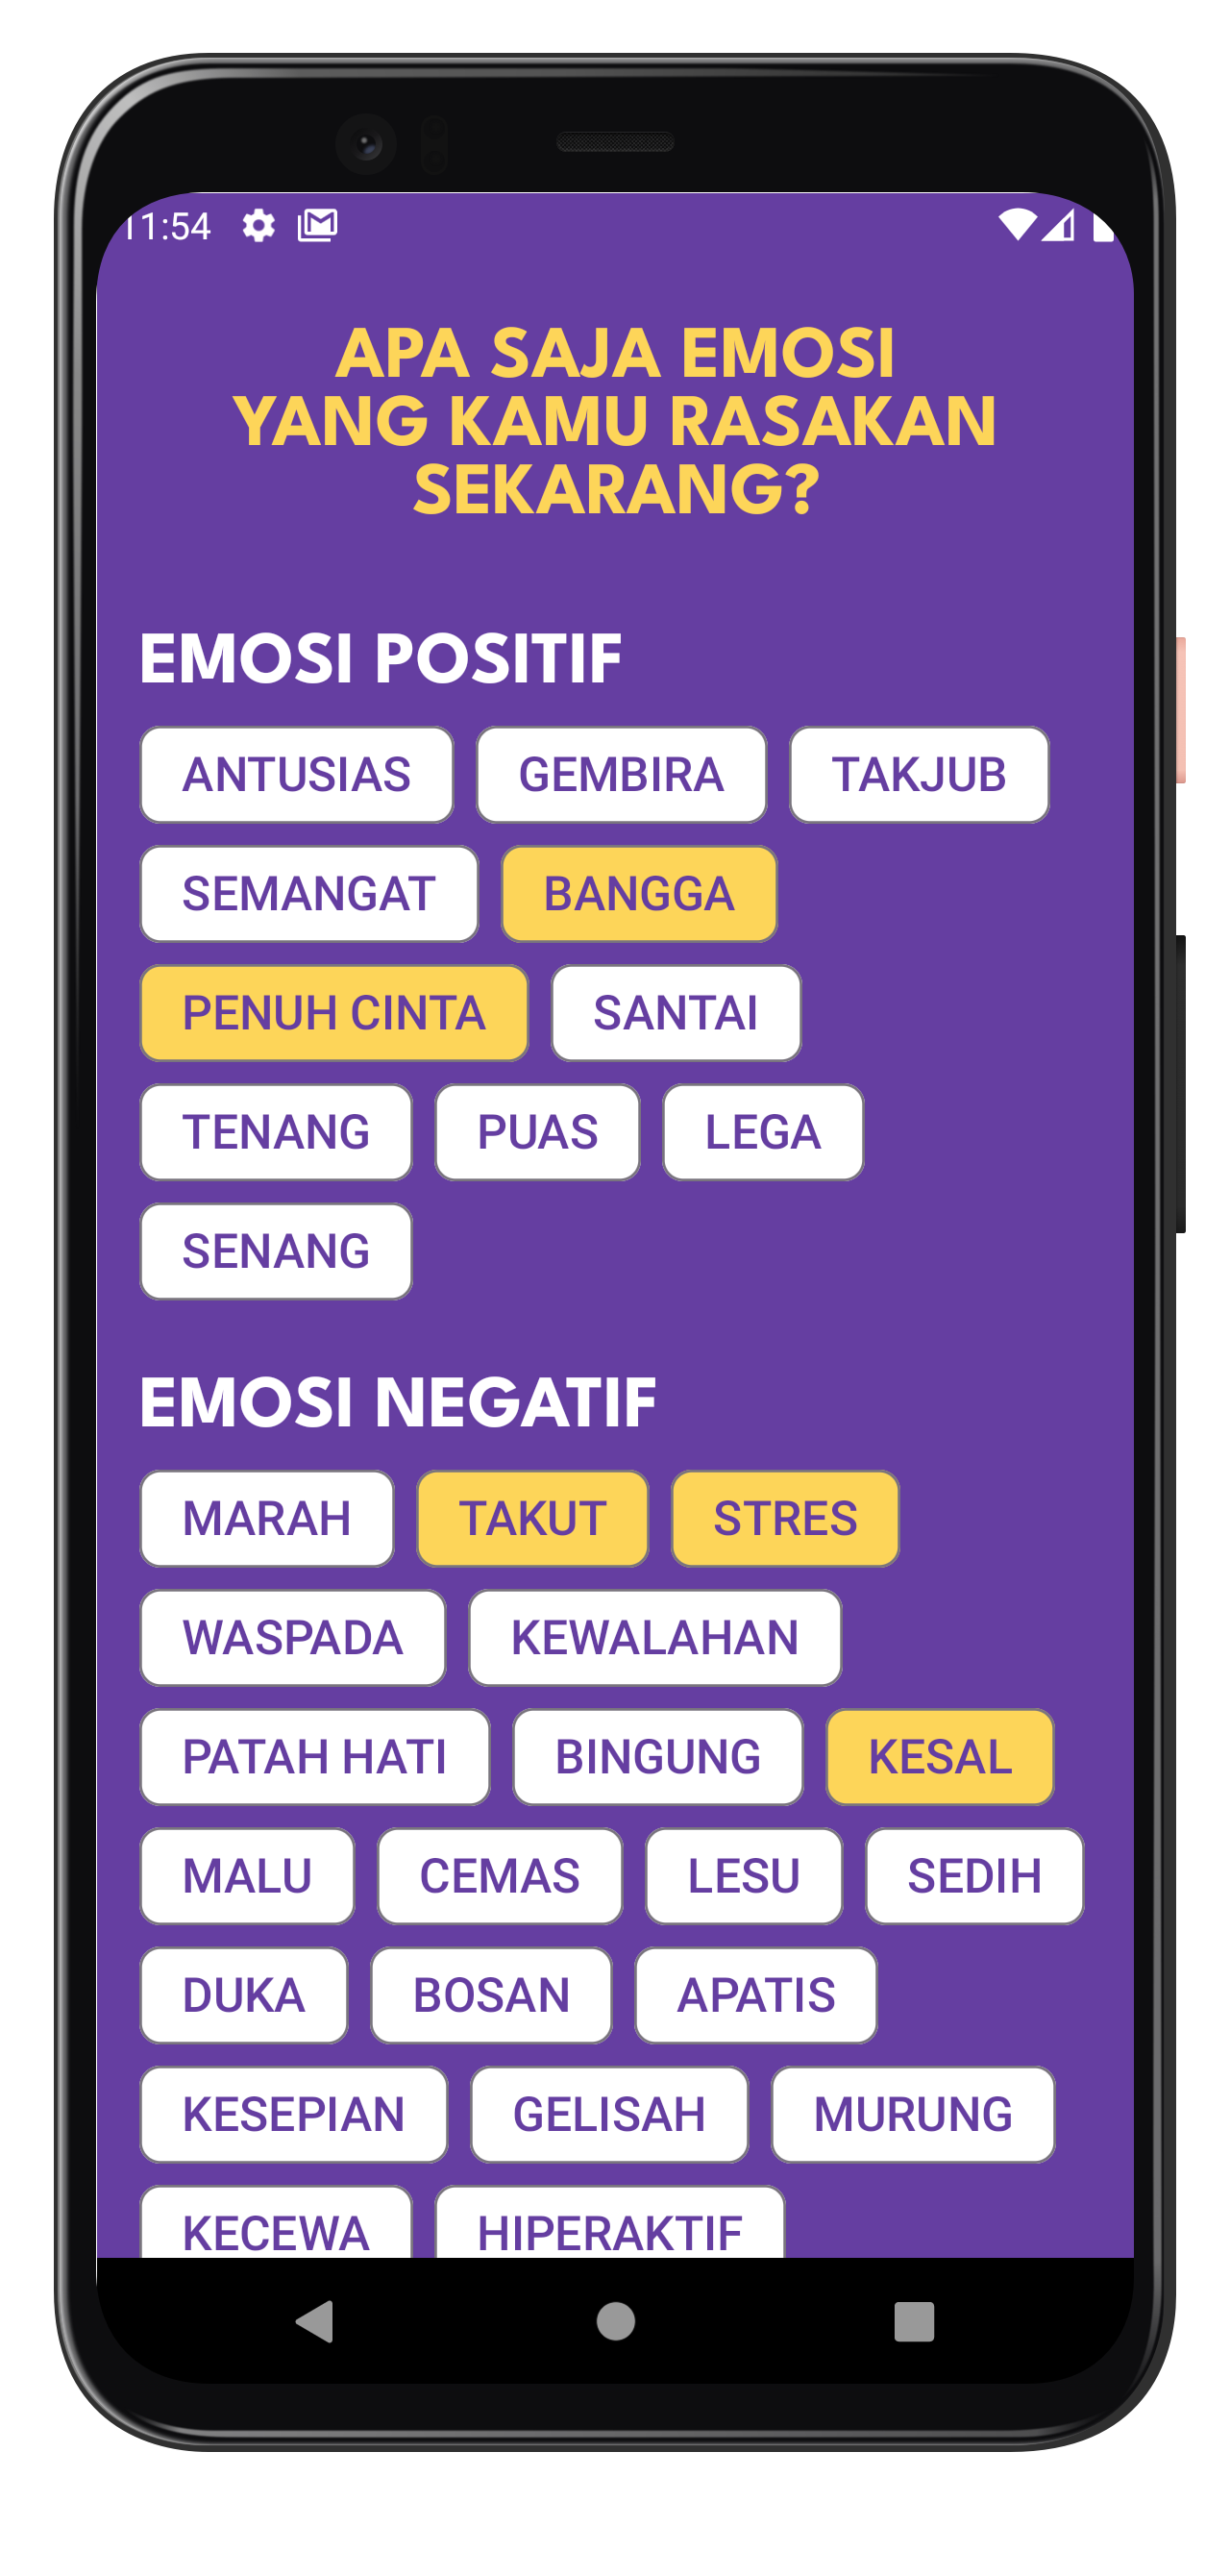 11:54
APA SAJA EMOSI
YANG KAMU RASAKAN
SEKARANG?
EMOSI POSITIF
ANTUSIAS GEMBIRA TAKJUB
SEMANGAT BANGGA
PENUH CINTA SANTAI
TENANG PUAS LEGA
SENANG
EMOSI NEGATIF
MARAH TAKUT STRES
WASPADA KEWALAHAN
PATAH HATI BINGUNG KESAL
MALU CEMAS LESU SEDIH
DUKA BOSAN APATIS
KESEPIAN GELISAH MURUNG
KECEWA HIPERAKTIF